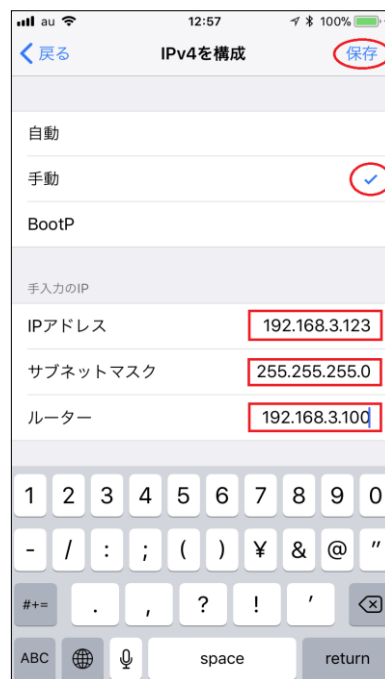 au 12:57 100%
戻る IPv4を構成 保存
自動
手動
BootP
手入力のIP
IPアドレス 192.168.3.123
サブネットマスク 255.255.255.0
ルーター 192.168.3.100
1 2 3 4 5 6 7 8 9 0
- / : ; ( ) ¥ & @ "
#+= . , ? ! ′
ABC space return